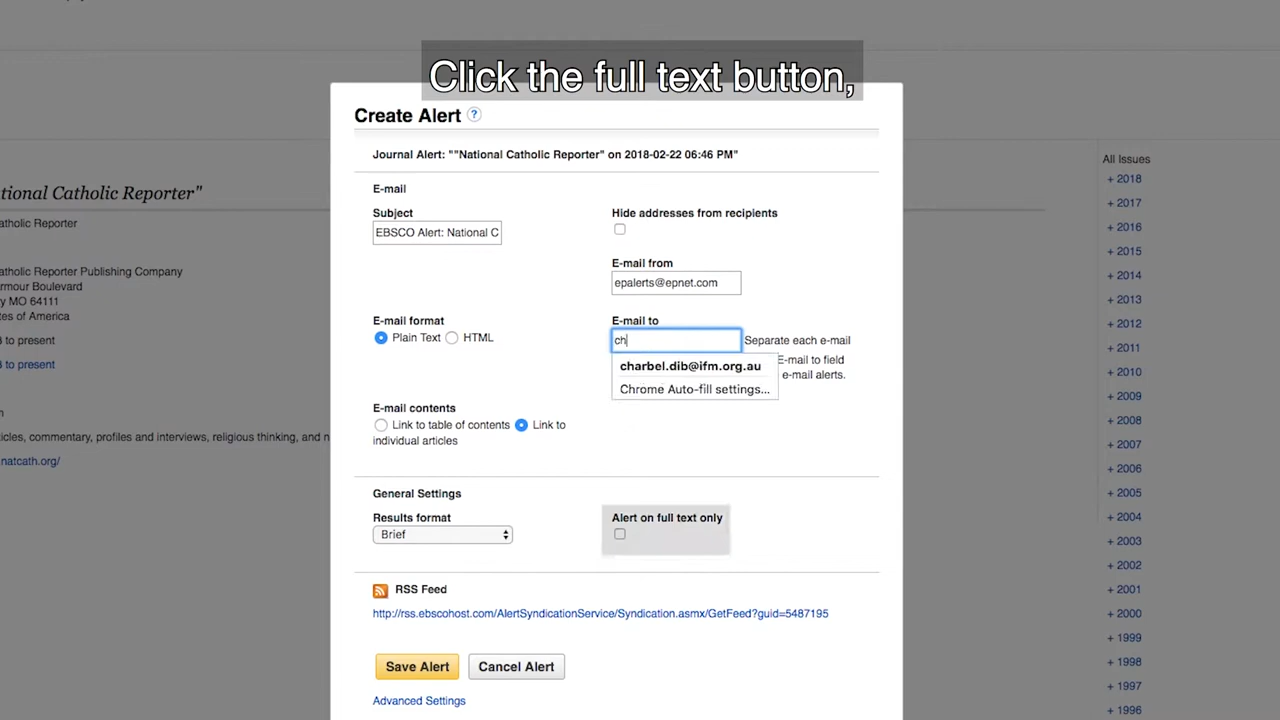 Click the full text button,
Create Alert ?
Journal Alert: ""National Catholic Reporter" on 2018-02-22 06:46 PM"
tional Catholic Reporter"
atholic Reporter
atholic Reporter Publishing Company
rmour Boulevard
y MO 64111
tes of America
to present
to present
n
icles, commentary, profiles and interviews, religious thinking, and n
natcath.org/
E-mail
Subject
EBSCO Alert: National C
Hide addresses from recipients
E-mail from
epalerts@epnet.com
E-mail format
Plain Text HTML
E-mail to
ch
Separate each e-mail
E-mail to field
e-mail alerts.
charbel.dib@ifm.org.au
Chrome Auto-fill settings...
E-mail contents
Link to table of contents Link to
individual articles
General Settings
Results format
Brief
Alert on full text only
RSS Feed
http://rss.ebscohost.com/AlertSyndicationService/Syndication.asmx/GetFeed?guid=5487195
Save Alert Cancel Alert
Advanced Settings
All Issues
+ 2018
+ 2017
+ 2016
+ 2015
+ 2014
+ 2013
+ 2012
+ 2011
+ 2010
+ 2009
+ 2008
+ 2007
+ 2006
+ 2005
+ 2004
+ 2003
+ 2002
+ 2001
+ 2000
+ 1999
+ 1998
+ 1997
+ 1996